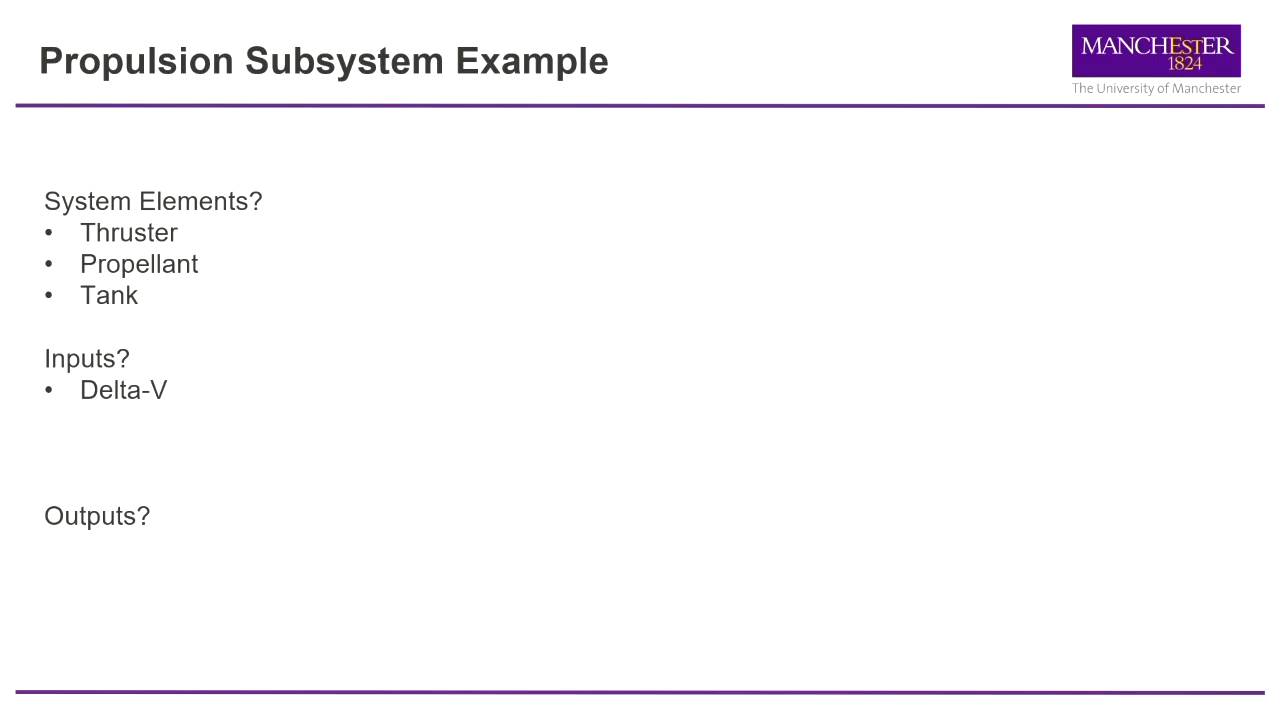 Propulsion Subsystem Example
MANCHEstER
1824
The University of Manchester
System Elements?
• Thruster
• Propellant
• Tank
Inputs?
• Delta-V
Outputs?